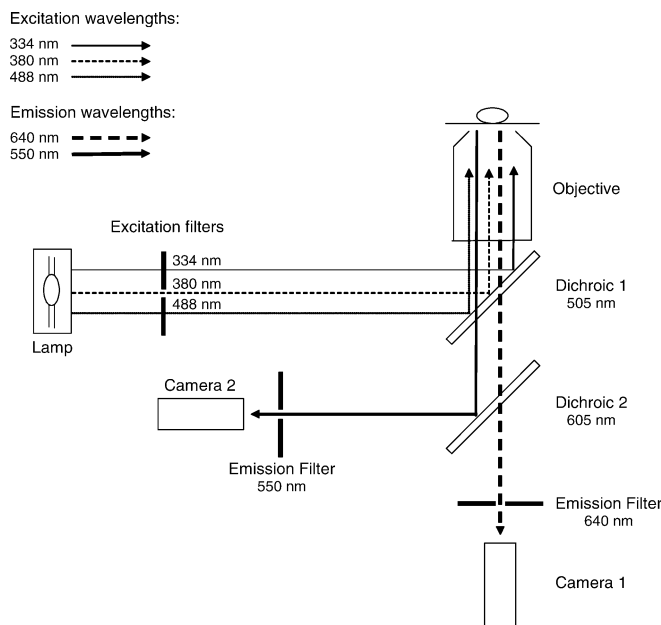 Excitation wavelengths:
334 nm
380 nm
488 nm
Emission wavelengths:
640 nm
550 nm
Objective
Excitation filters
334 nm
380 nm
488 nm
Lamp
Dichroic 1
505 nm
Camera 2
Dichroic 2
605 nm
Emission Filter
550 nm
Emission Filter
640 nm
Camera 1